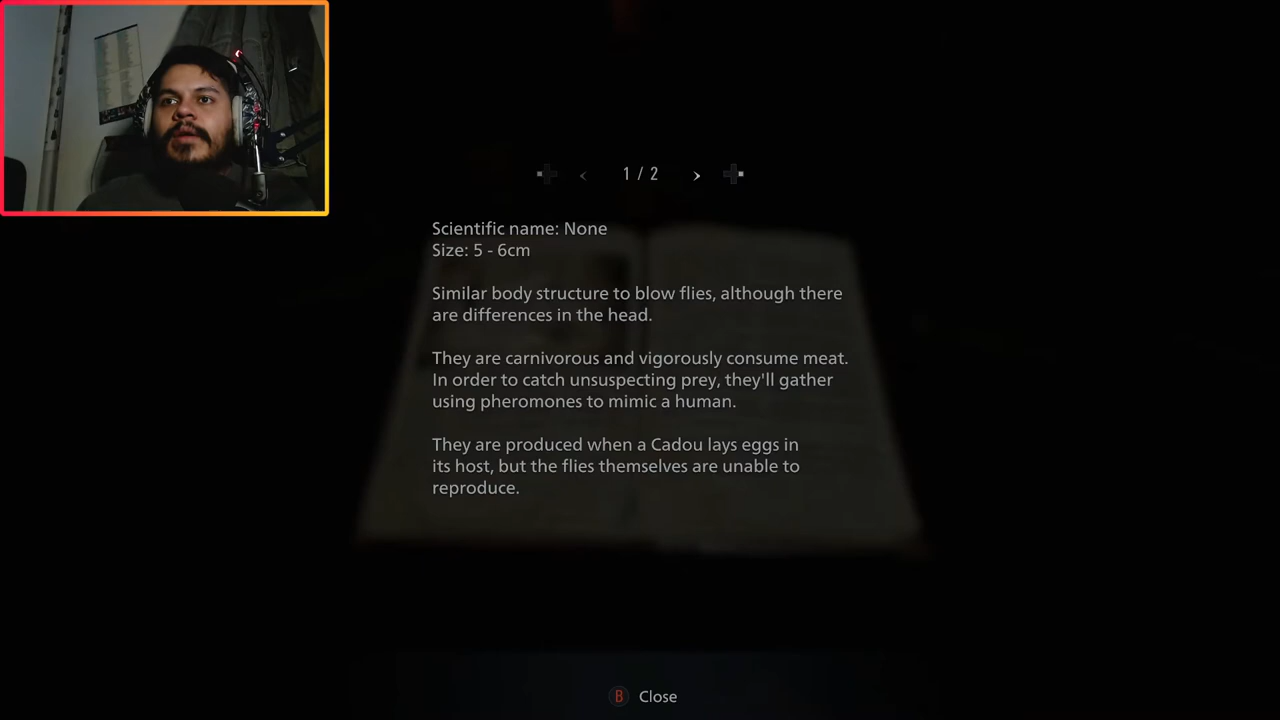 1 / 2
Scientific name: None
Size: 5 - 6cm
Similar body structure to blow flies, although there
are differences in the head.
They are carnivorous and vigorously consume meat.
In order to catch unsuspecting prey, they'll gather
using pheromones to mimic a human.
They are produced when a Cadou lays eggs in
its host, but the flies themselves are unable to
reproduce.
B Close